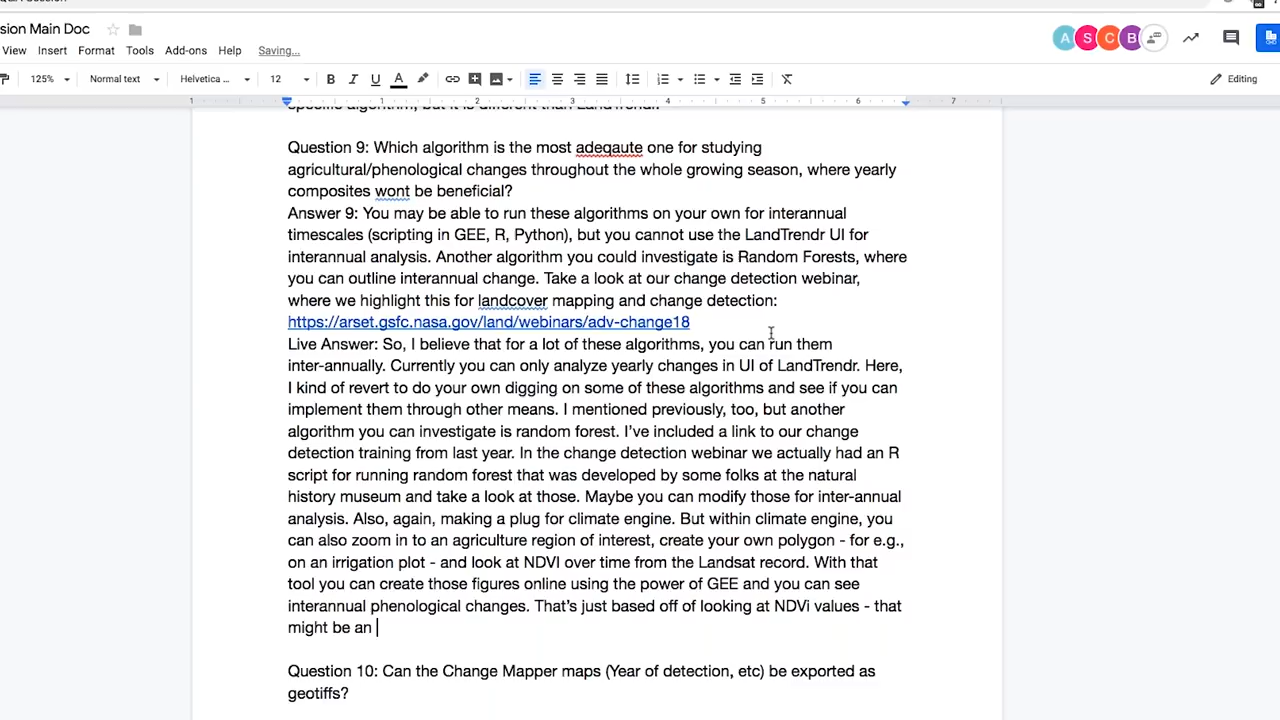 sion Main Doc
View Insert Format Tools Add-ons Help Saving...
A S C B
125% Normal text Helvetica ... 12 B I U A Editing
1 1 2 3 4 5 6 7
Question 9: Which algorithm is the most adeqaute one for studying
agricultural/phenological changes throughout the whole growing season, where yearly
composites wont be beneficial?
Answer 9: You may be able to run these algorithms on your own for interannual
timescales (scripting in GEE, R, Python), but you cannot use the LandTrendr UI for
interannual analysis. Another algorithm you could investigate is Random Forests, where
you can outline interannual change. Take a look at our change detection webinar,
where we highlight this for landcover mapping and change detection:
https://arset.gsfc.nasa.gov/land/webinars/adv-change18
Live Answer: So, I believe that for a lot of these algorithms, you can run them
inter-annually. Currently you can only analyze yearly changes in UI of LandTrendr. Here,
I kind of revert to do your own digging on some of these algorithms and see if you can
implement them through other means. I mentioned previously, too, but another
algorithm you can investigate is random forest. I've included a link to our change
detection training from last year. In the change detection webinar we actually had an R
script for running random forest that was developed by some folks at the natural
history museum and take a look at those. Maybe you can modify those for inter-annual
analysis. Also, again, making a plug for climate engine. But within climate engine, you
can also zoom in to an agriculture region of interest, create your own polygon - for e.g.,
on an irrigation plot - and look at NDVI over time from the Landsat record. With that
tool you can create those figures online using the power of GEE and you can see
interannual phenological changes. That's just based off of looking at NDVi values - that
might be an
Question 10: Can the Change Mapper maps (Year of detection, etc) be exported as
geotiffs?